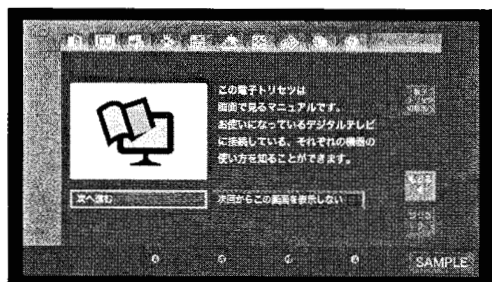 この電子トリセツは
画面で見るマニュアルです。
お使いになっているデジタルテレビ
に接続している、それぞれの機器の
使い方を知ることができます。
次へ進む
次回からこの画面を表示しない
SAMPLE